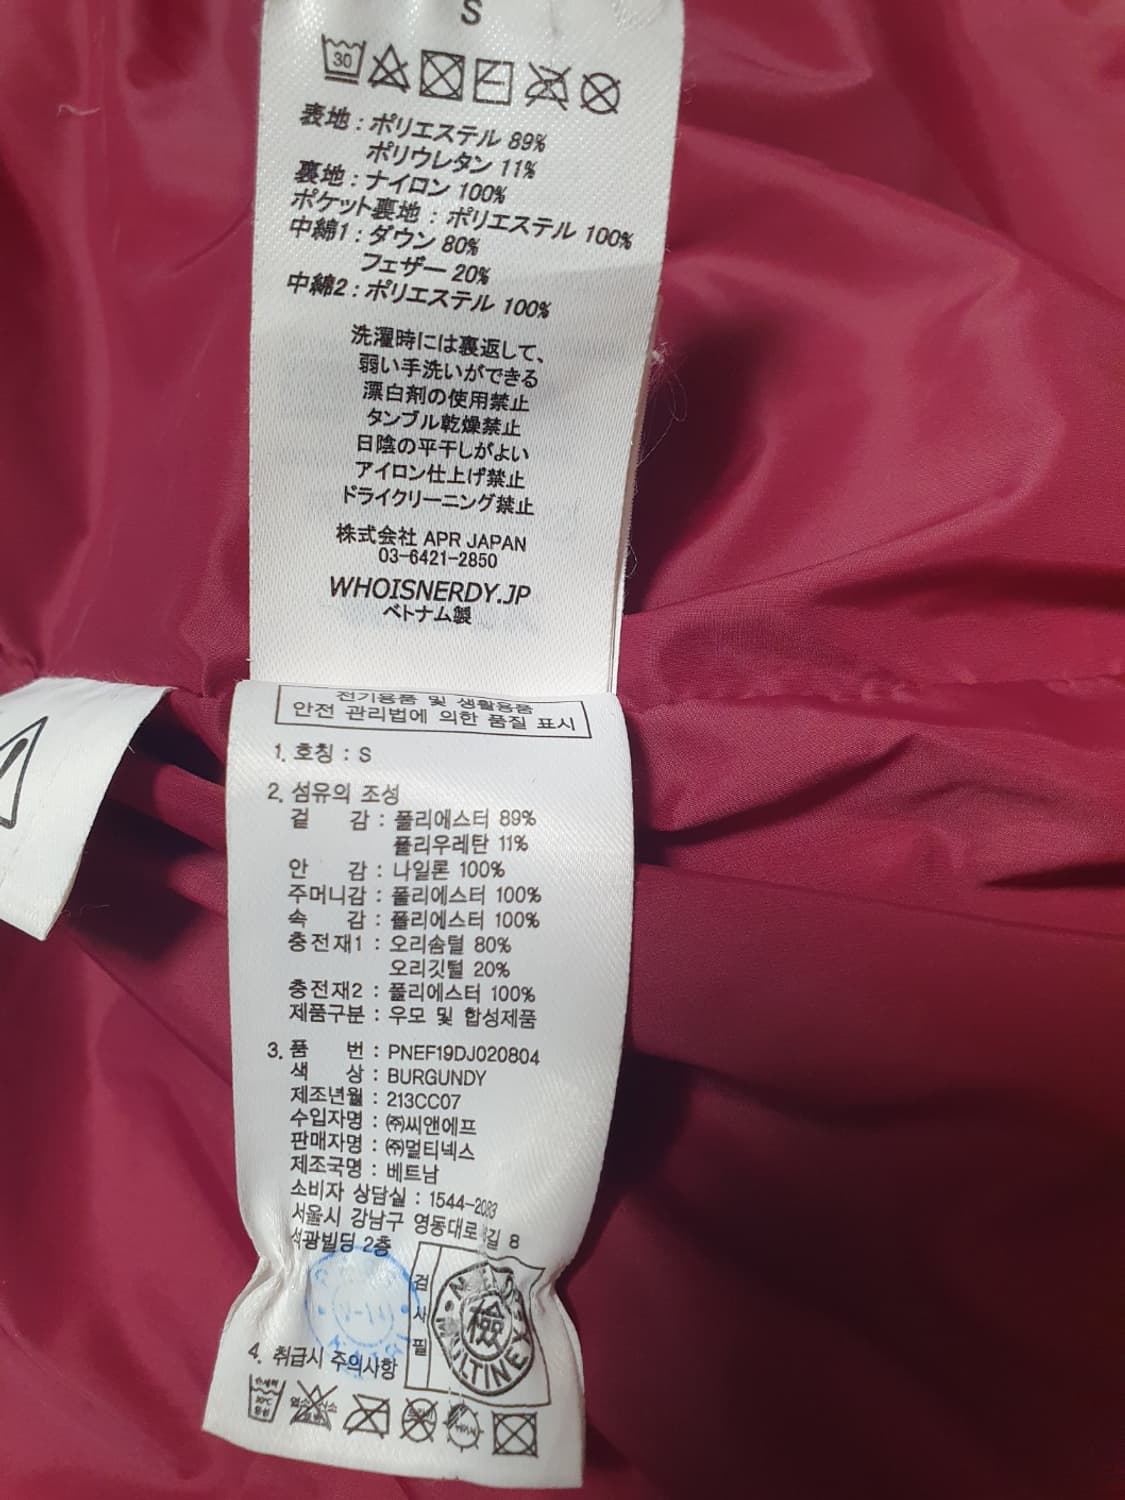 S
30
表地 : ポリエステル 89%
ポリウレタン 11%
裏地 : ナイロン 100%
ポケット裏地 : ポリエステル 100%
中綿1 : ダウン 80%
フェザー 20%
中綿2 : ポリエステル 100%
洗濯時には裏返して、
弱い手洗いができる
漂白剤の使用禁止
タンブル乾燥禁止
日陰の平干しがよい
アイロン仕上げ禁止
ドライクリーニング禁止
株式会社 APR JAPAN
03-6421-2850
WHOISNERDY.JP
ベトナム製
전기용품 및 생활용품
안전 관리법에 의한 품질 표시
1. 호칭 : S
2. 섬유의 조성
겉 감 : 폴리에스터 89%
폴리우레탄 11%
안 감 : 나일론 100%
주머니감 : 폴리에스터 100%
속 감 : 폴리에스터 100%
충전재1 : 오리솜털 80%
오리깃털 20%
충전재2 : 폴리에스터 100%
제품구분 : 우모 및 합성제품
3. 품 번 : PNEF19DJ020804
색 상 : BURGUNDY
제조년월 : 213CC07
수입자명 : ㈜씨앤에프
판매자명 : ㈜멀티넥스
제조국명 : 베트남
소비자 상담실 :
서울시 강남구 8
석광빌딩 2층
검사필
檢
MULTINEX
4. 취급시 주의사항